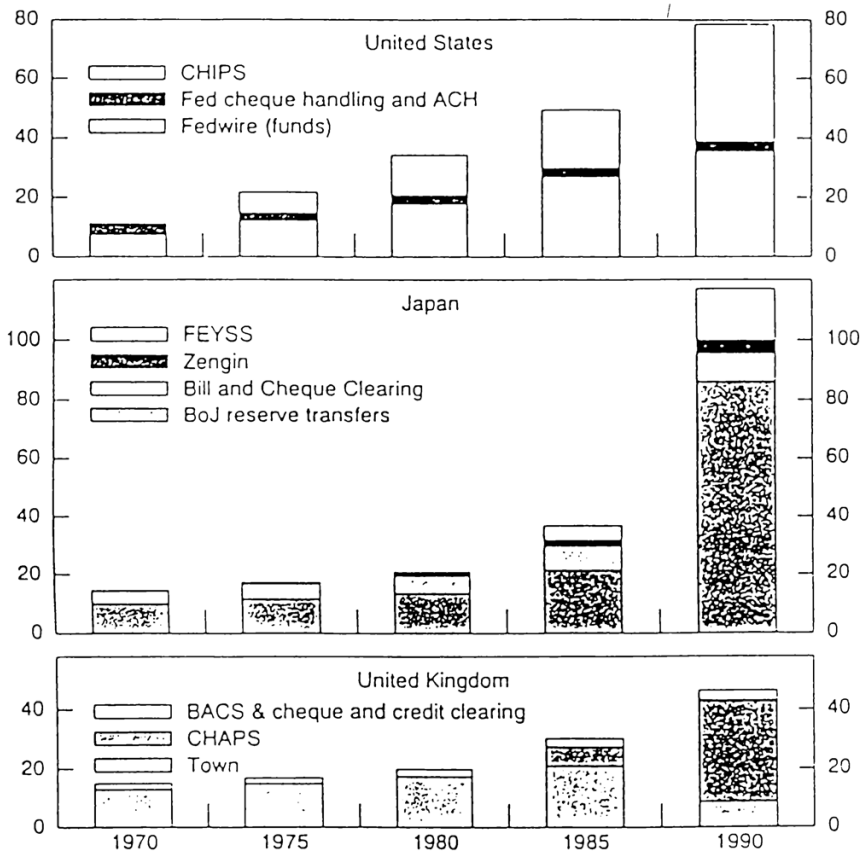 80 80
United States
CHIPS
60 60
Fed cheque handling and ACH
Fedwire (funds)
40 40
20 20
0 0
Japan
FEYSS
100 100
Zengin
Bill and Cheque Clearing
80 80
BoJ reserve transfers
60 60
40 40
20 20
0 0
United Kingdom
BACS & cheque and credit clearing
40 40
CHAPS
Town
20 20
0 0
1970 1975 1980 1985 1990